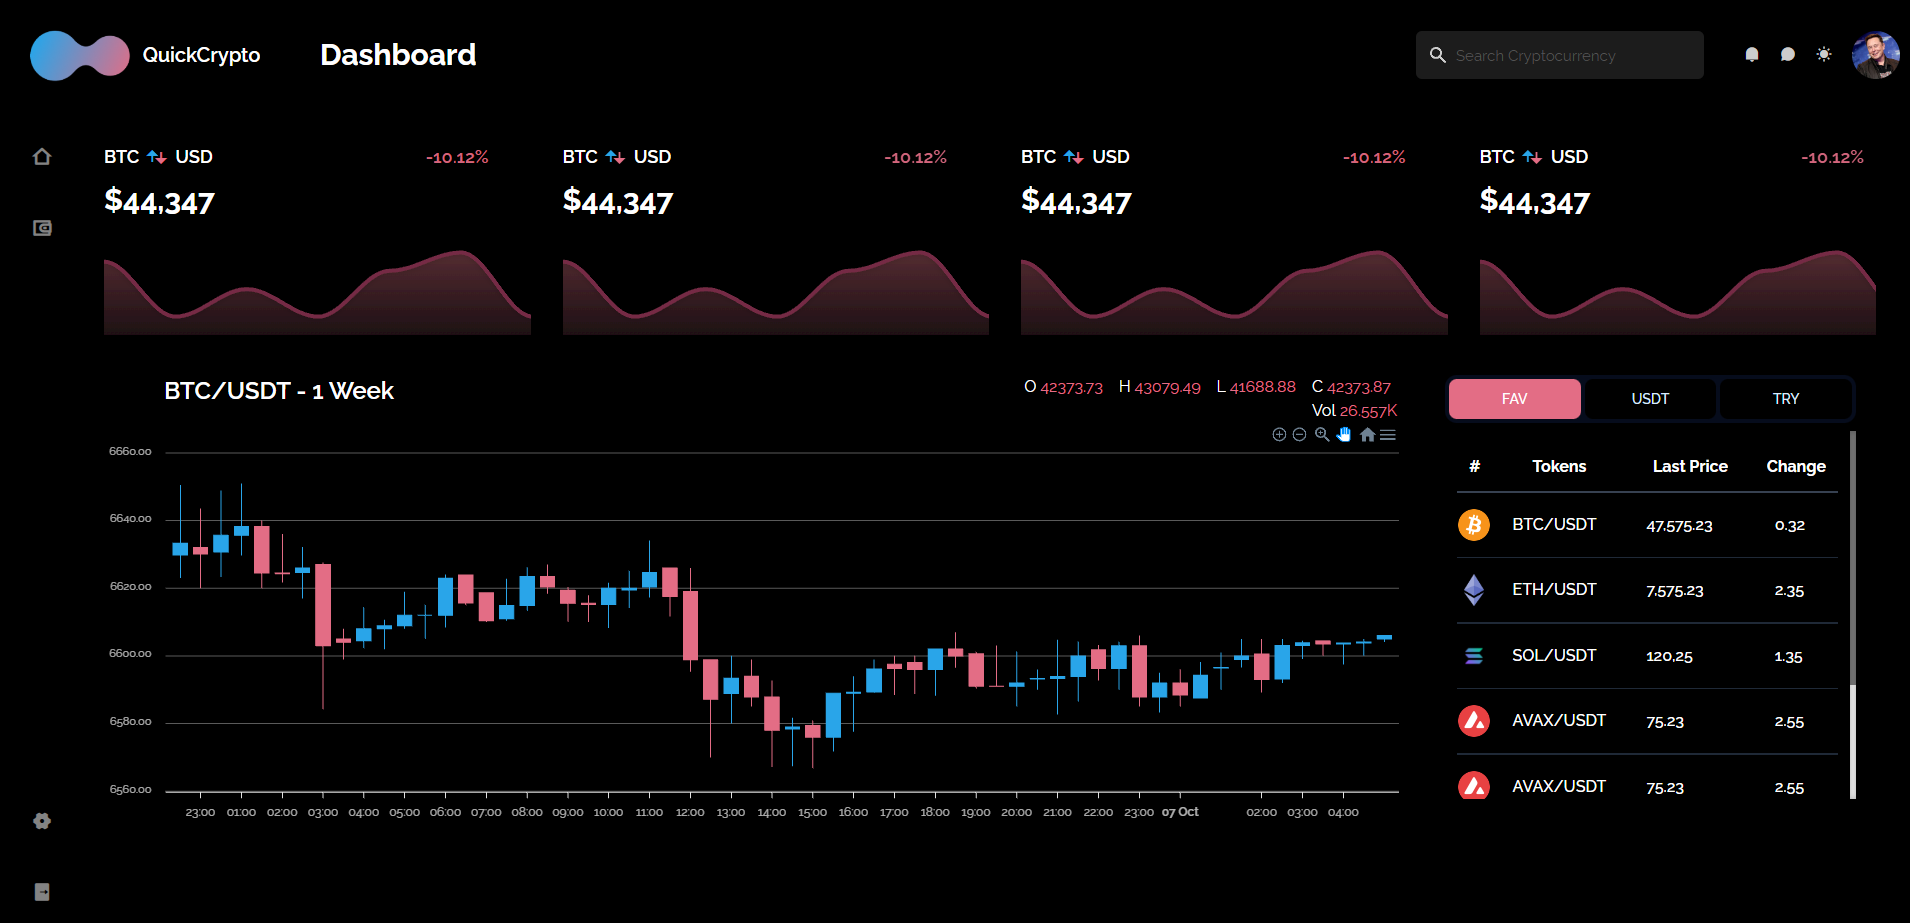 QuickCrypto
Dashboard
Search Cryptocurrency
BTC USD -10.12%
$44,347
BTC USD -10.12%
$44,347
BTC USD -10.12%
$44,347
BTC USD -10.12%
$44,347
BTC/USDT - 1 Week
O 42373.73 H 43079.49 L 41688.88 C 42373.87
Vol 26.557K
6660.00
6640.00
6620.00
6600.00
6580.00
6560.00
23:00 01:00 02:00 03:00 04:00 05:00 06:00 07:00 08:00 09:00 10:00 11:00 12:00 13:00 14:00 15:00 16:00 17:00 18:00 19:00 20:00 21:00 22:00 23:00 07 Oct 02:00 03:00 04:00
FAV USDT TRY
# Tokens Last Price Change
BTC/USDT 47,575.23 0.32
ETH/USDT 7,575.23 2.35
SOL/USDT 120,25 1.35
AVAX/USDT 75.23 2.55
AVAX/USDT 75.23 2.55